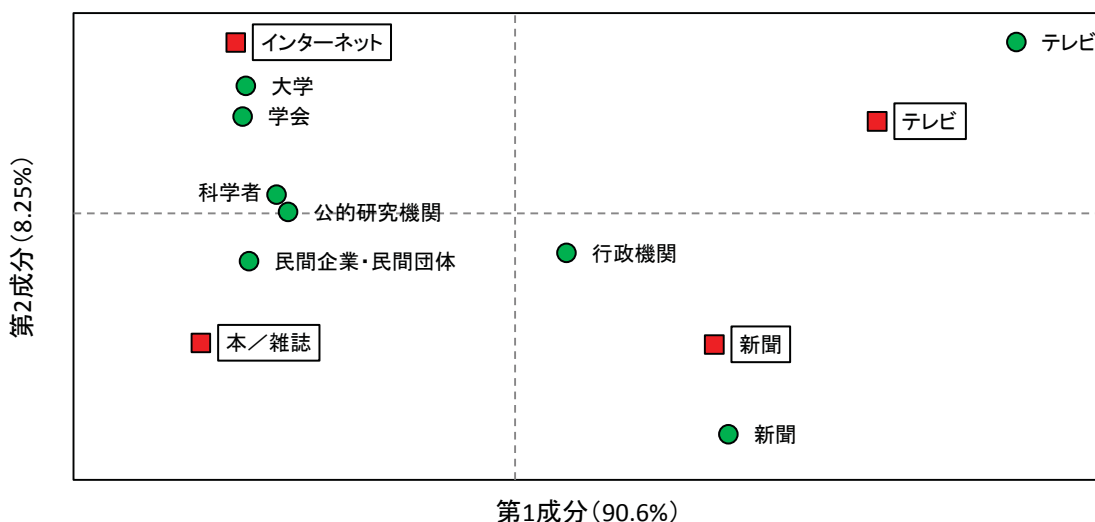 インターネット
テレビ
大学
学会
テレビ
科学者
公的研究機関
行政機関
民間企業・民間団体
本／雑誌
新聞
新聞
第2成分（8.25%）
第1成分（90.6%）